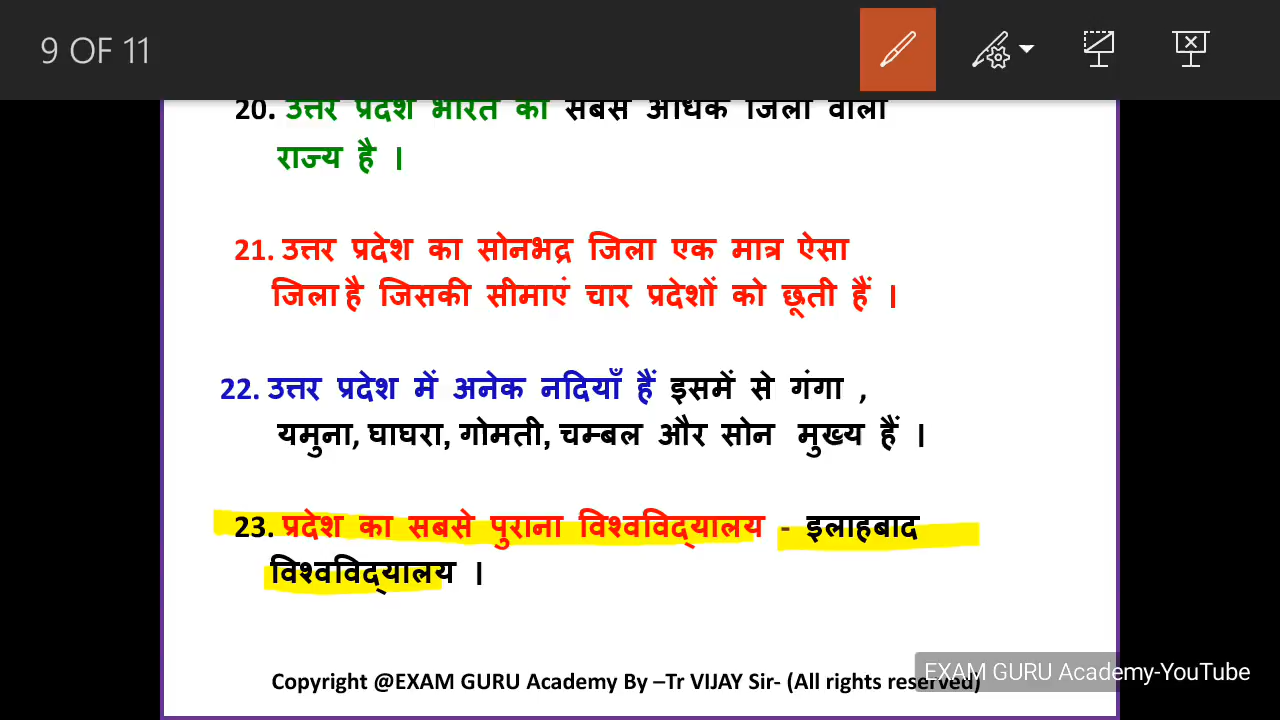 9 OF 11
20. उत्तर प्रदेश भारत का सबसे अधिक जिलों वाला
राज्य है ।
21. उत्तर प्रदेश का सोनभद्र जिला एक मात्र ऐसा
जिला है जिसकी सीमाएं चार प्रदेशों को छूती हैं ।
22. उत्तर प्रदेश में अनेक नदियाँ हैं इसमें से गंगा ,
यमुना, घाघरा, गोमती, चम्बल और सोन मुख्य हैं ।
23. प्रदेश का सबसे पुराना विश्वविद्यालय - इलाहबाद
विश्वविद्यालय ।
Copyright @EXAM GURU Academy By –Tr VIJAY Sir- (All rights reserved)
EXAM GURU Academy-YouTube